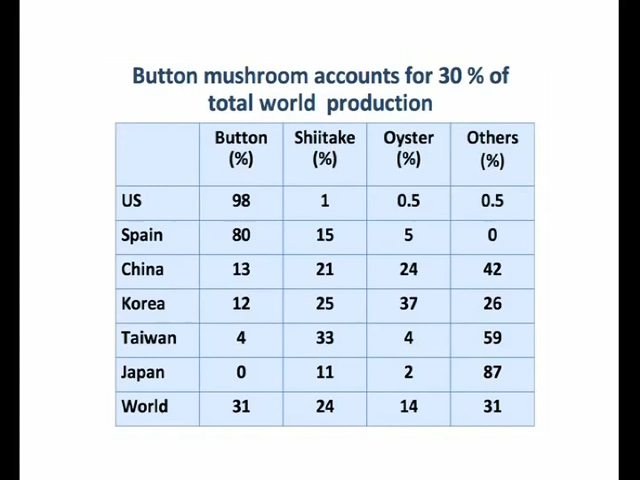 Button mushroom accounts for 30 % of
total world production
Button (%) Shiitake (%) Oyster (%) Others (%)
US 98 1 0.5 0.5
Spain 80 15 5 0
China 13 21 24 42
Korea 12 25 37 26
Taiwan 4 33 4 59
Japan 0 11 2 87
World 31 24 14 31